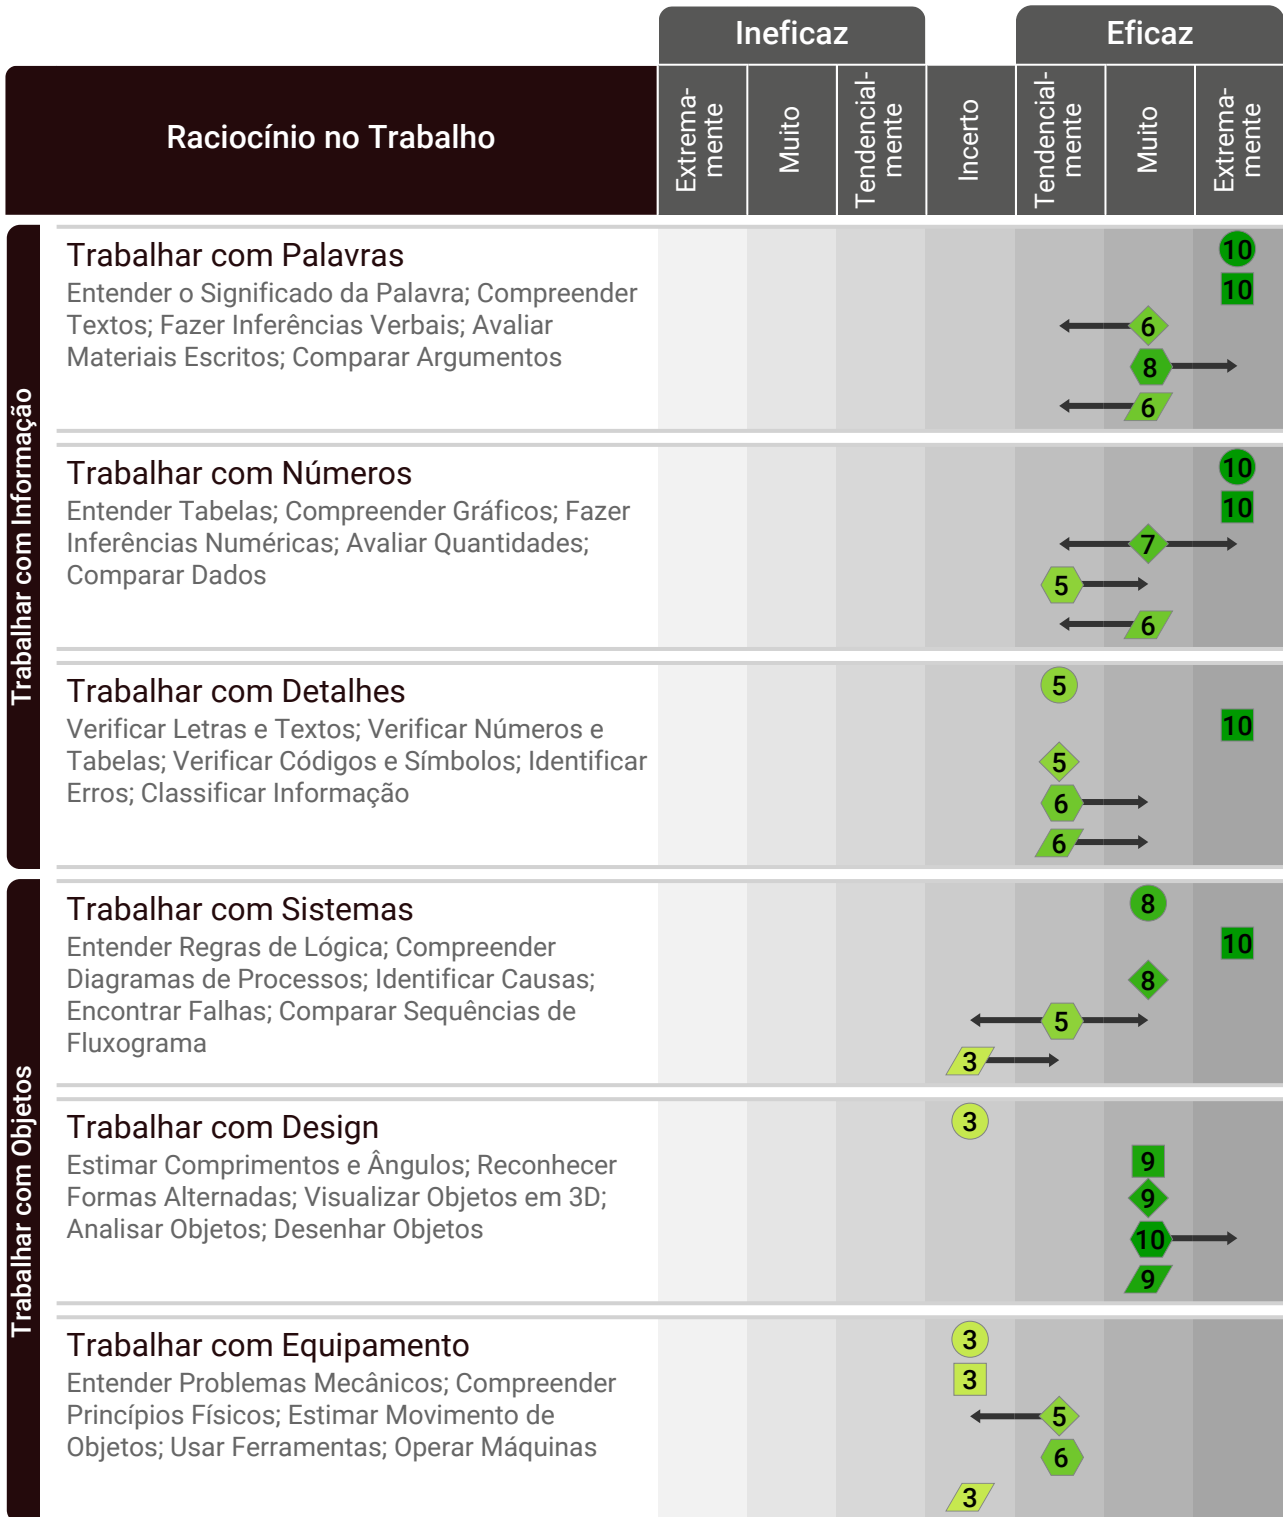 Ineficaz
Eficaz
Raciocínio no Trabalho
Extrema-
mente
Muito
Tendencial-
mente
Incerto
Tendencial-
mente
Muito
Extrema-
mente
Trabalhar com Informação
Trabalhar com Palavras
Entender o Significado da Palavra; Compreender
Textos; Fazer Inferências Verbais; Avaliar
Materiais Escritos; Comparar Argumentos
10
10
6
8
6
Trabalhar com Números
Entender Tabelas; Compreender Gráficos; Fazer
Inferências Numéricas; Avaliar Quantidades;
Comparar Dados
10
10
7
5
6
Trabalhar com Detalhes
Verificar Letras e Textos; Verificar Números e
Tabelas; Verificar Códigos e Símbolos; Identificar
Erros; Classificar Informação
5
10
5
6
6
Trabalhar com Objetos
Trabalhar com Sistemas
Entender Regras de Lógica; Compreender
Diagramas de Processos; Identificar Causas;
Encontrar Falhas; Comparar Sequências de
Fluxograma
8
10
8
5
3
Trabalhar com Design
Estimar Comprimentos e Ângulos; Reconhecer
Formas Alternadas; Visualizar Objetos em 3D;
Analisar Objetos; Desenhar Objetos
3
9
9
10
9
Trabalhar com Equipamento
Entender Problemas Mecânicos; Compreender
Princípios Físicos; Estimar Movimento de
Objetos; Usar Ferramentas; Operar Máquinas
3
3
5
6
3